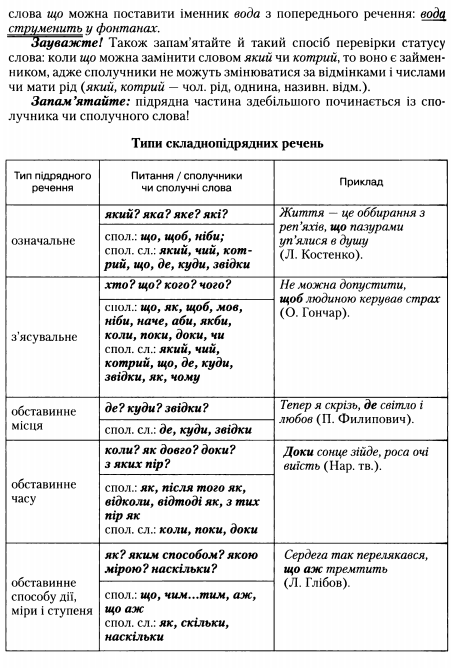 слова що можна поставити іменник вода з попереднього речення: вода
струменить у фонтанах.
Зауважте! Також запам'ятайте й такий спосіб перевірки статусу
слова: коли що можна замінити словом який чи котрий, то воно є займен-
ником, адже сполучники не можуть змінюватися за відмінками і числами
чи мати рід (який, котрий — чол. рід, однина, називн. відм.).
Запам'ятайте: підрядна частина здебільшого починається із спо-
лучника чи сполучного слова!
Типи складнопідрядних речень
Тип підрядного
речення
Питання / сполучники
чи сполучні слова
Приклад
означальне
який? яка? яке? які?
спол.: що, щоб, ніби;
спол. сл.: який, чий, кот-
рий, що, де, куди, звідки
Життя — це оббирання з
реп'яхів, що пазурами
уп'ялися в душу
(Л. Костенко).
з'ясувальне
хто? що? кого? чого?
спол.: що, як, щоб, мов,
ніби, наче, аби, якби,
коли, поки, доки, чи
спол. сл.: який, чий,
котрий, що, де, куди,
звідки, як, чому
Не можна допустити,
щоб людиною керував страх
(О. Гончар).
обставинне
місця
де? куди? звідки?
спол. сл.: де, куди, звідки
Тепер я скрізь, де світло і
любов (П. Филипович).
обставинне
часу
коли? як довго? доки?
з яких пір?
спол.: як, після того як,
відколи, відтоді як, з тих
пір як
спол. сл.: коли, поки, доки
Доки сонце зійде, роса очі
виїсть (Нар. тв.).
обставинне
способу дії,
міри і ступеня
як? яким способом? якою
мірою? наскільки?
спол.: що, чим...тим, аж,
що аж
спол. сл.: як, скільки,
наскільки
Сердега так перелякався,
що аж тремтить
(Л. Глібов).